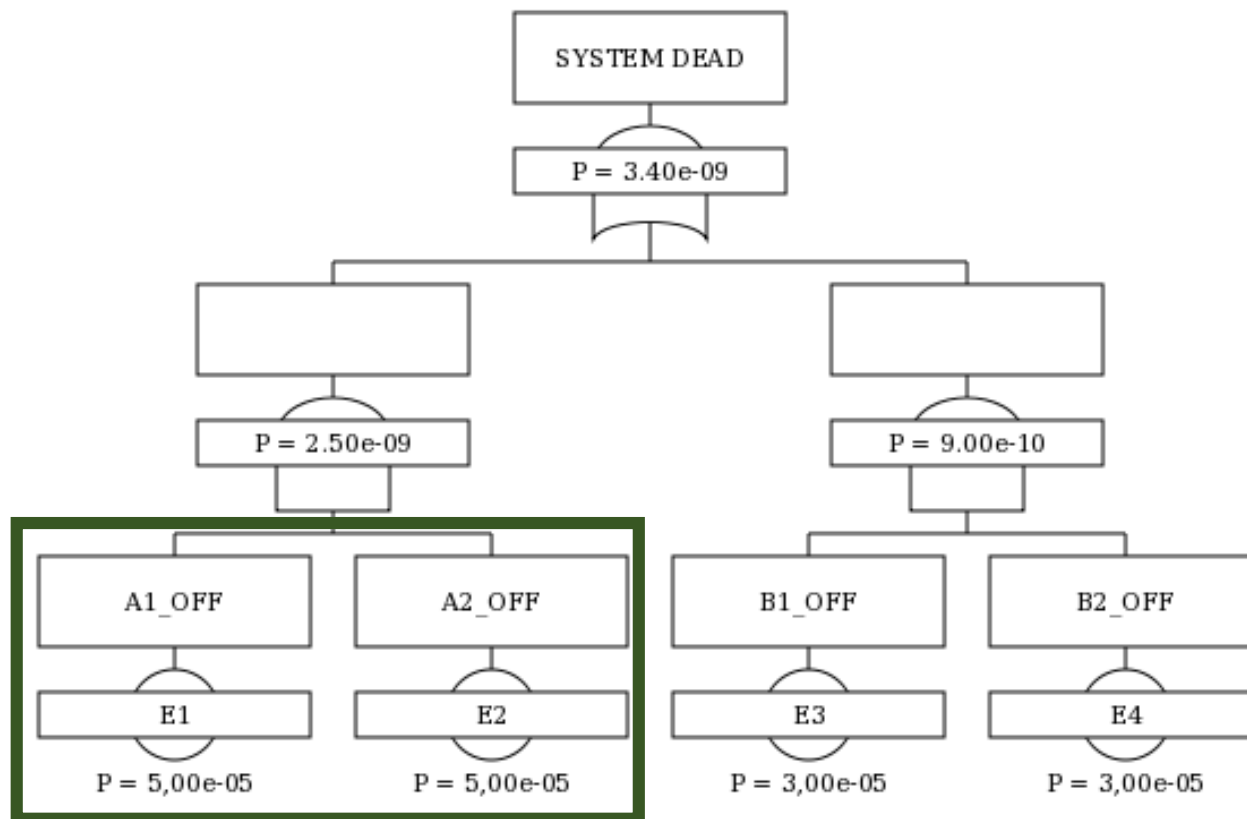 SYSTEM DEAD
P = 3.40e-09
P = 2.50e-09
P = 9.00e-10
A1_OFF
A2_OFF
B1_OFF
B2_OFF
E1
E2
E3
E4
P = 5,00e-05
P = 5,00e-05
P = 3,00e-05
P = 3,00e-05